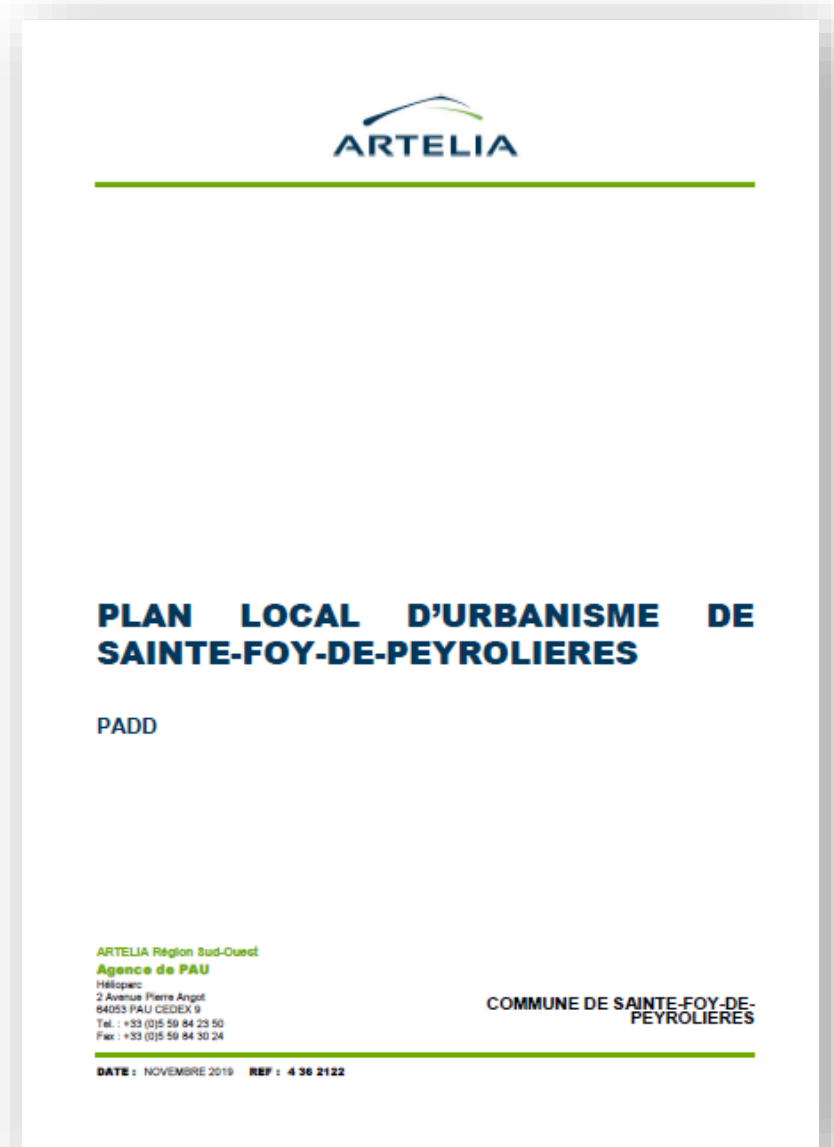 ARTELIA
PLAN LOCAL D'URBANISME DE
SAINTE-FOY-DE-PEYROLIERES
PADD
ARTELIA Région Sud-Ouest
Agence de PAU
Hélioparc
2 Avenue Pierre Angot
64053 PAU CEDEX 9
Tel. : +33 (0)5 59 84 23 50
Fax : +33 (0)5 59 84 30 24
COMMUNE DE SAINTE-FOY-DE-
PEYROLIERES
DATE : NOVEMBRE 2019 REF : 4 36 2122